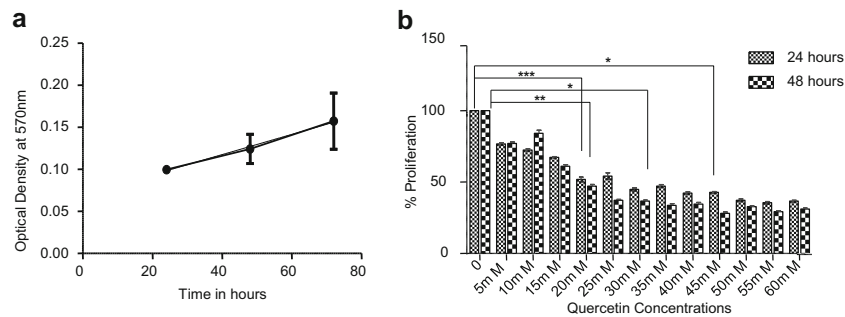 a
Optical Density at 570nm
0.25
0.20
0.15
0.10
0.05
0.00
0
20
40
60
80
Time in hours
b
% Proliferation
150
100
50
0
*
***
*
**
24 hours
48 hours
0
5m M
10m M
15m M
20m M
25m M
30m M
35m M
40m M
45m M
50m M
55m M
60m M
Quercetin Concentrations